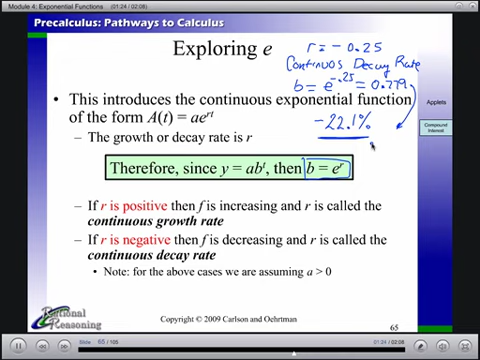 Module 4: Exponential Functions
(01:24 / 02:08)
Precalculus: Pathways to Calculus
Exploring e
r = - 0.25
Continuos Decay Rate
b = e^-.25 = 0.779
-22.1%
• This introduces the continuous exponential function of the form A(t) = ae^rt
– The growth or decay rate is r
Therefore, since y = ab^t, then b = e^r
– If r is positive then f is increasing and r is called the
continuous growth rate
– If r is negative then f is decreasing and r is called the
continuous decay rate
• Note: for the above cases we are assuming a > 0
Applets
Compound
Interest
Rational
Reasoning
Copyright © 2009 Carlson and Oehrtman
65
Slide
65 / 105
01:24 / 02:08